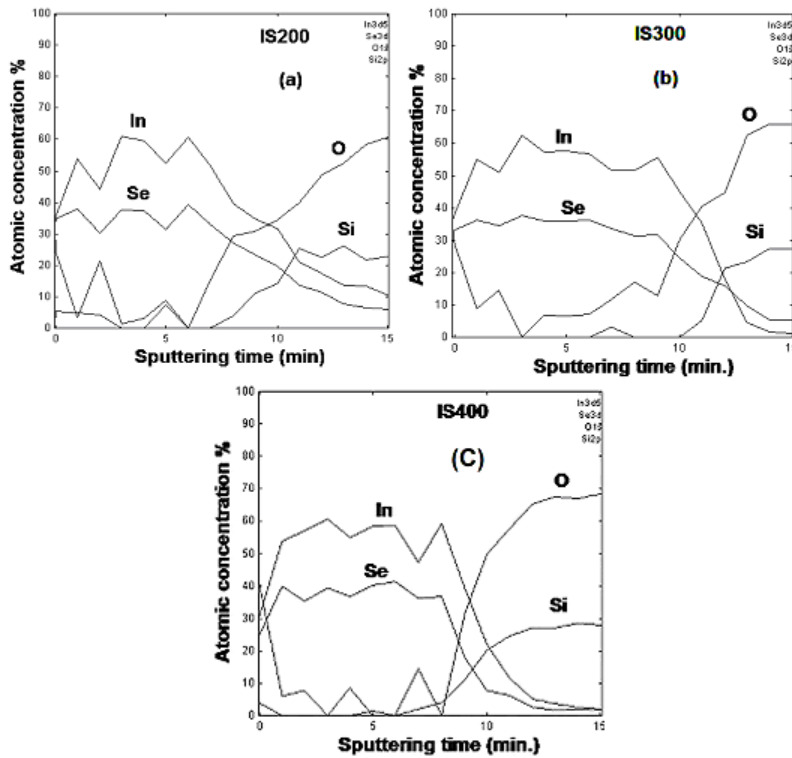 100
90
80
70
60
50
40
30
20
10
0
Atomic concentration %
IS200
(a)
In3d5
Se3d
O1s
Si2p
In
Se
O
Si
0 5 10 15
Sputtering time (min)
100
90
80
70
60
50
40
30
20
10
0
Atomic concentration %
IS300
(b)
In3d5
Se3d
O1s
Si2p
In
Se
O
Si
0 5 10 15
Sputtering time (min.)
100
90
80
70
60
50
40
30
20
10
0
Atomic concentration %
IS400
(C)
In3d5
Se3d
O1s
Si2p
In
Se
O
Si
0 5 10 15
Sputtering time (min.)